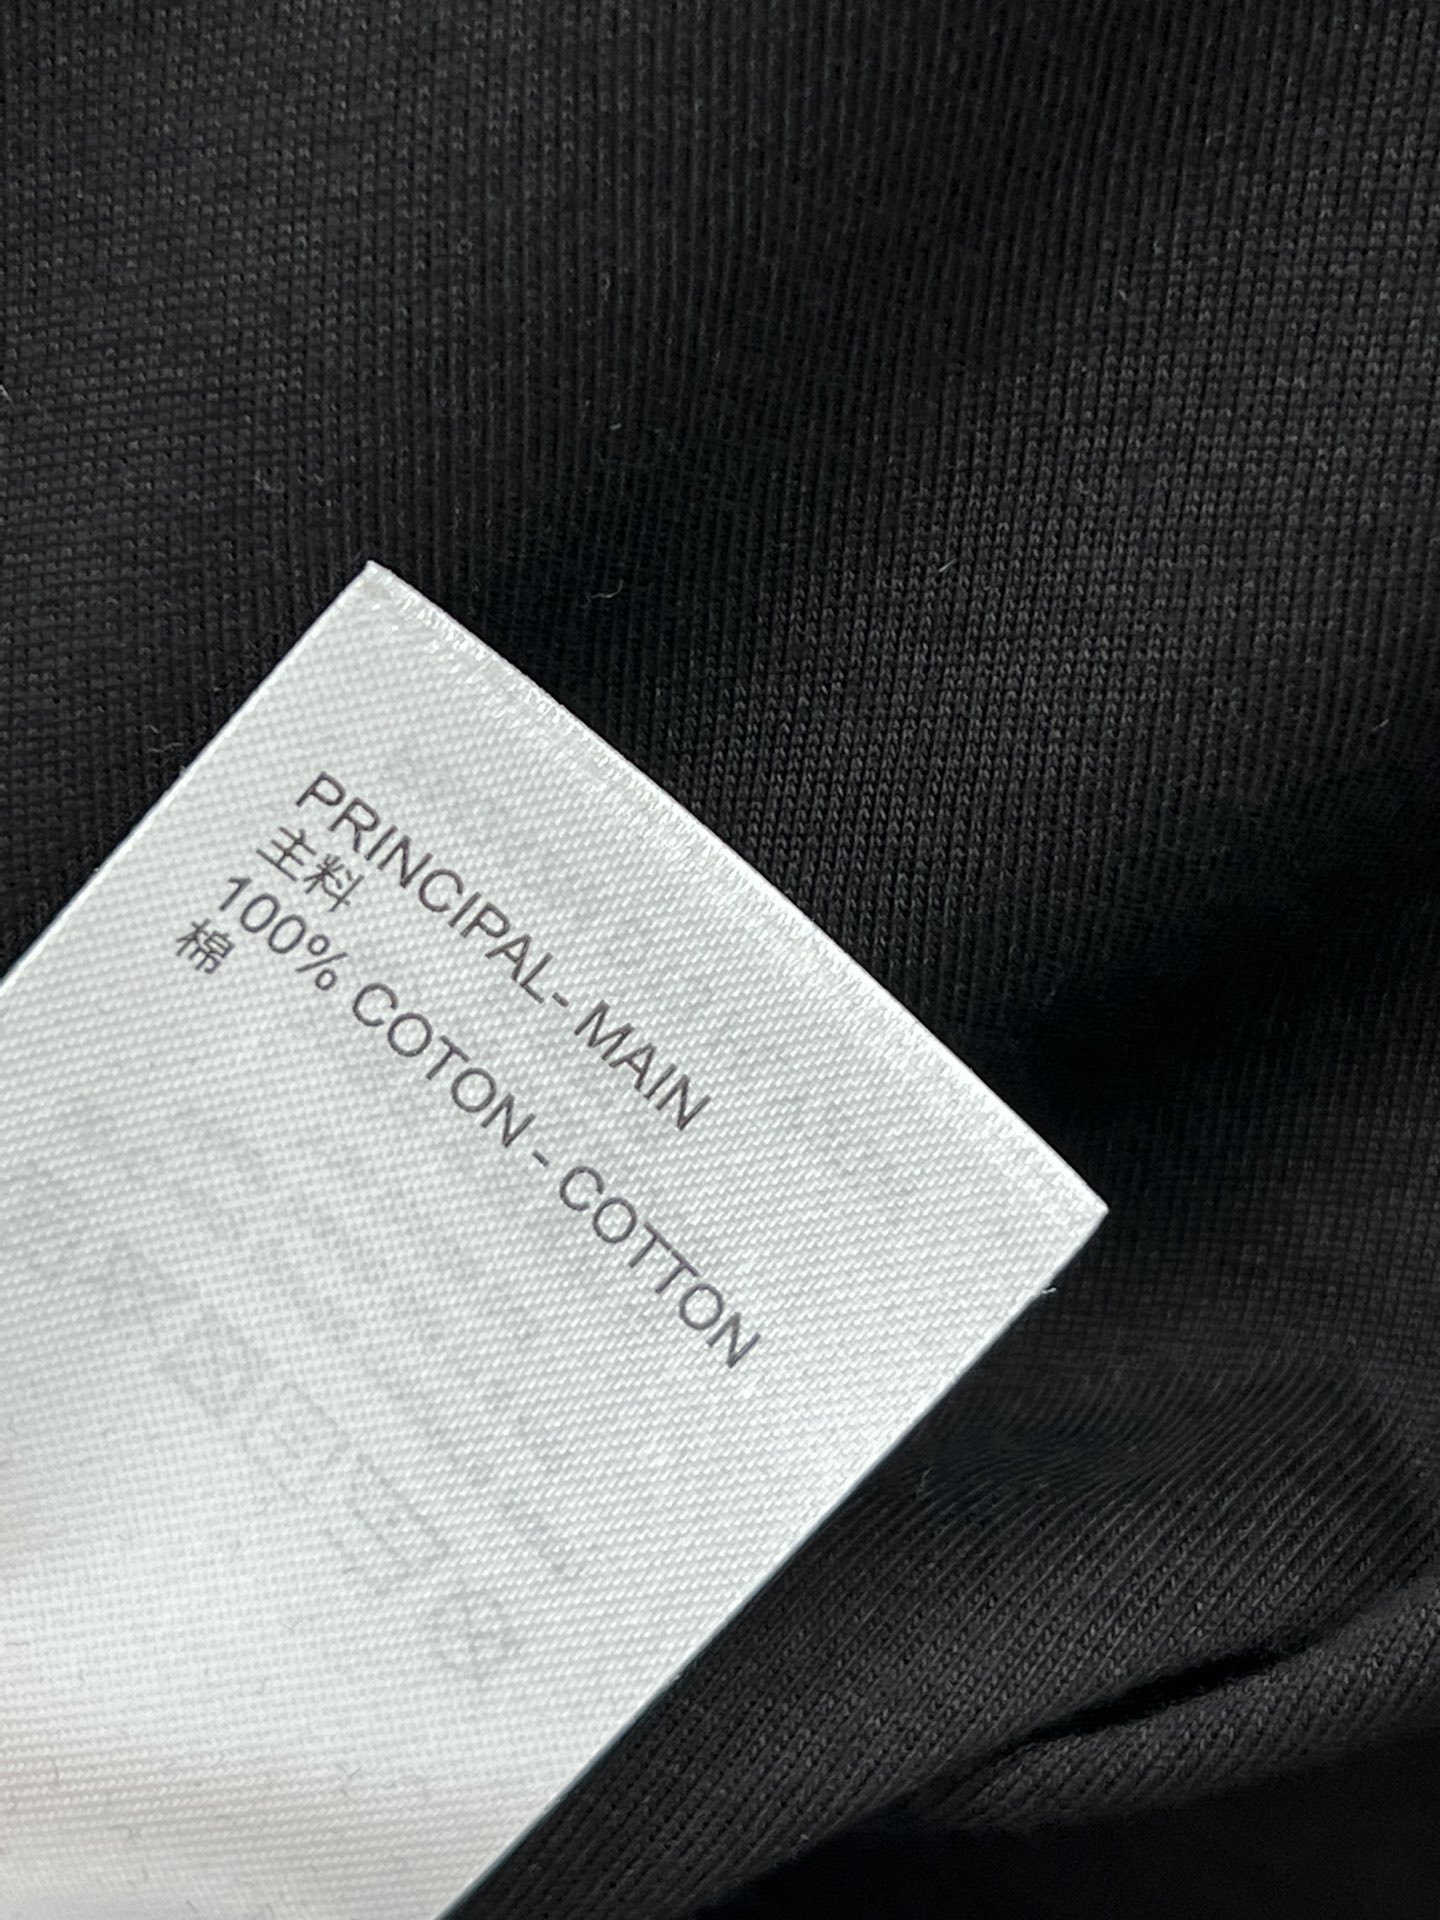 PRINCIPAL- MAIN
主料
100% COTON - COTTON
棉